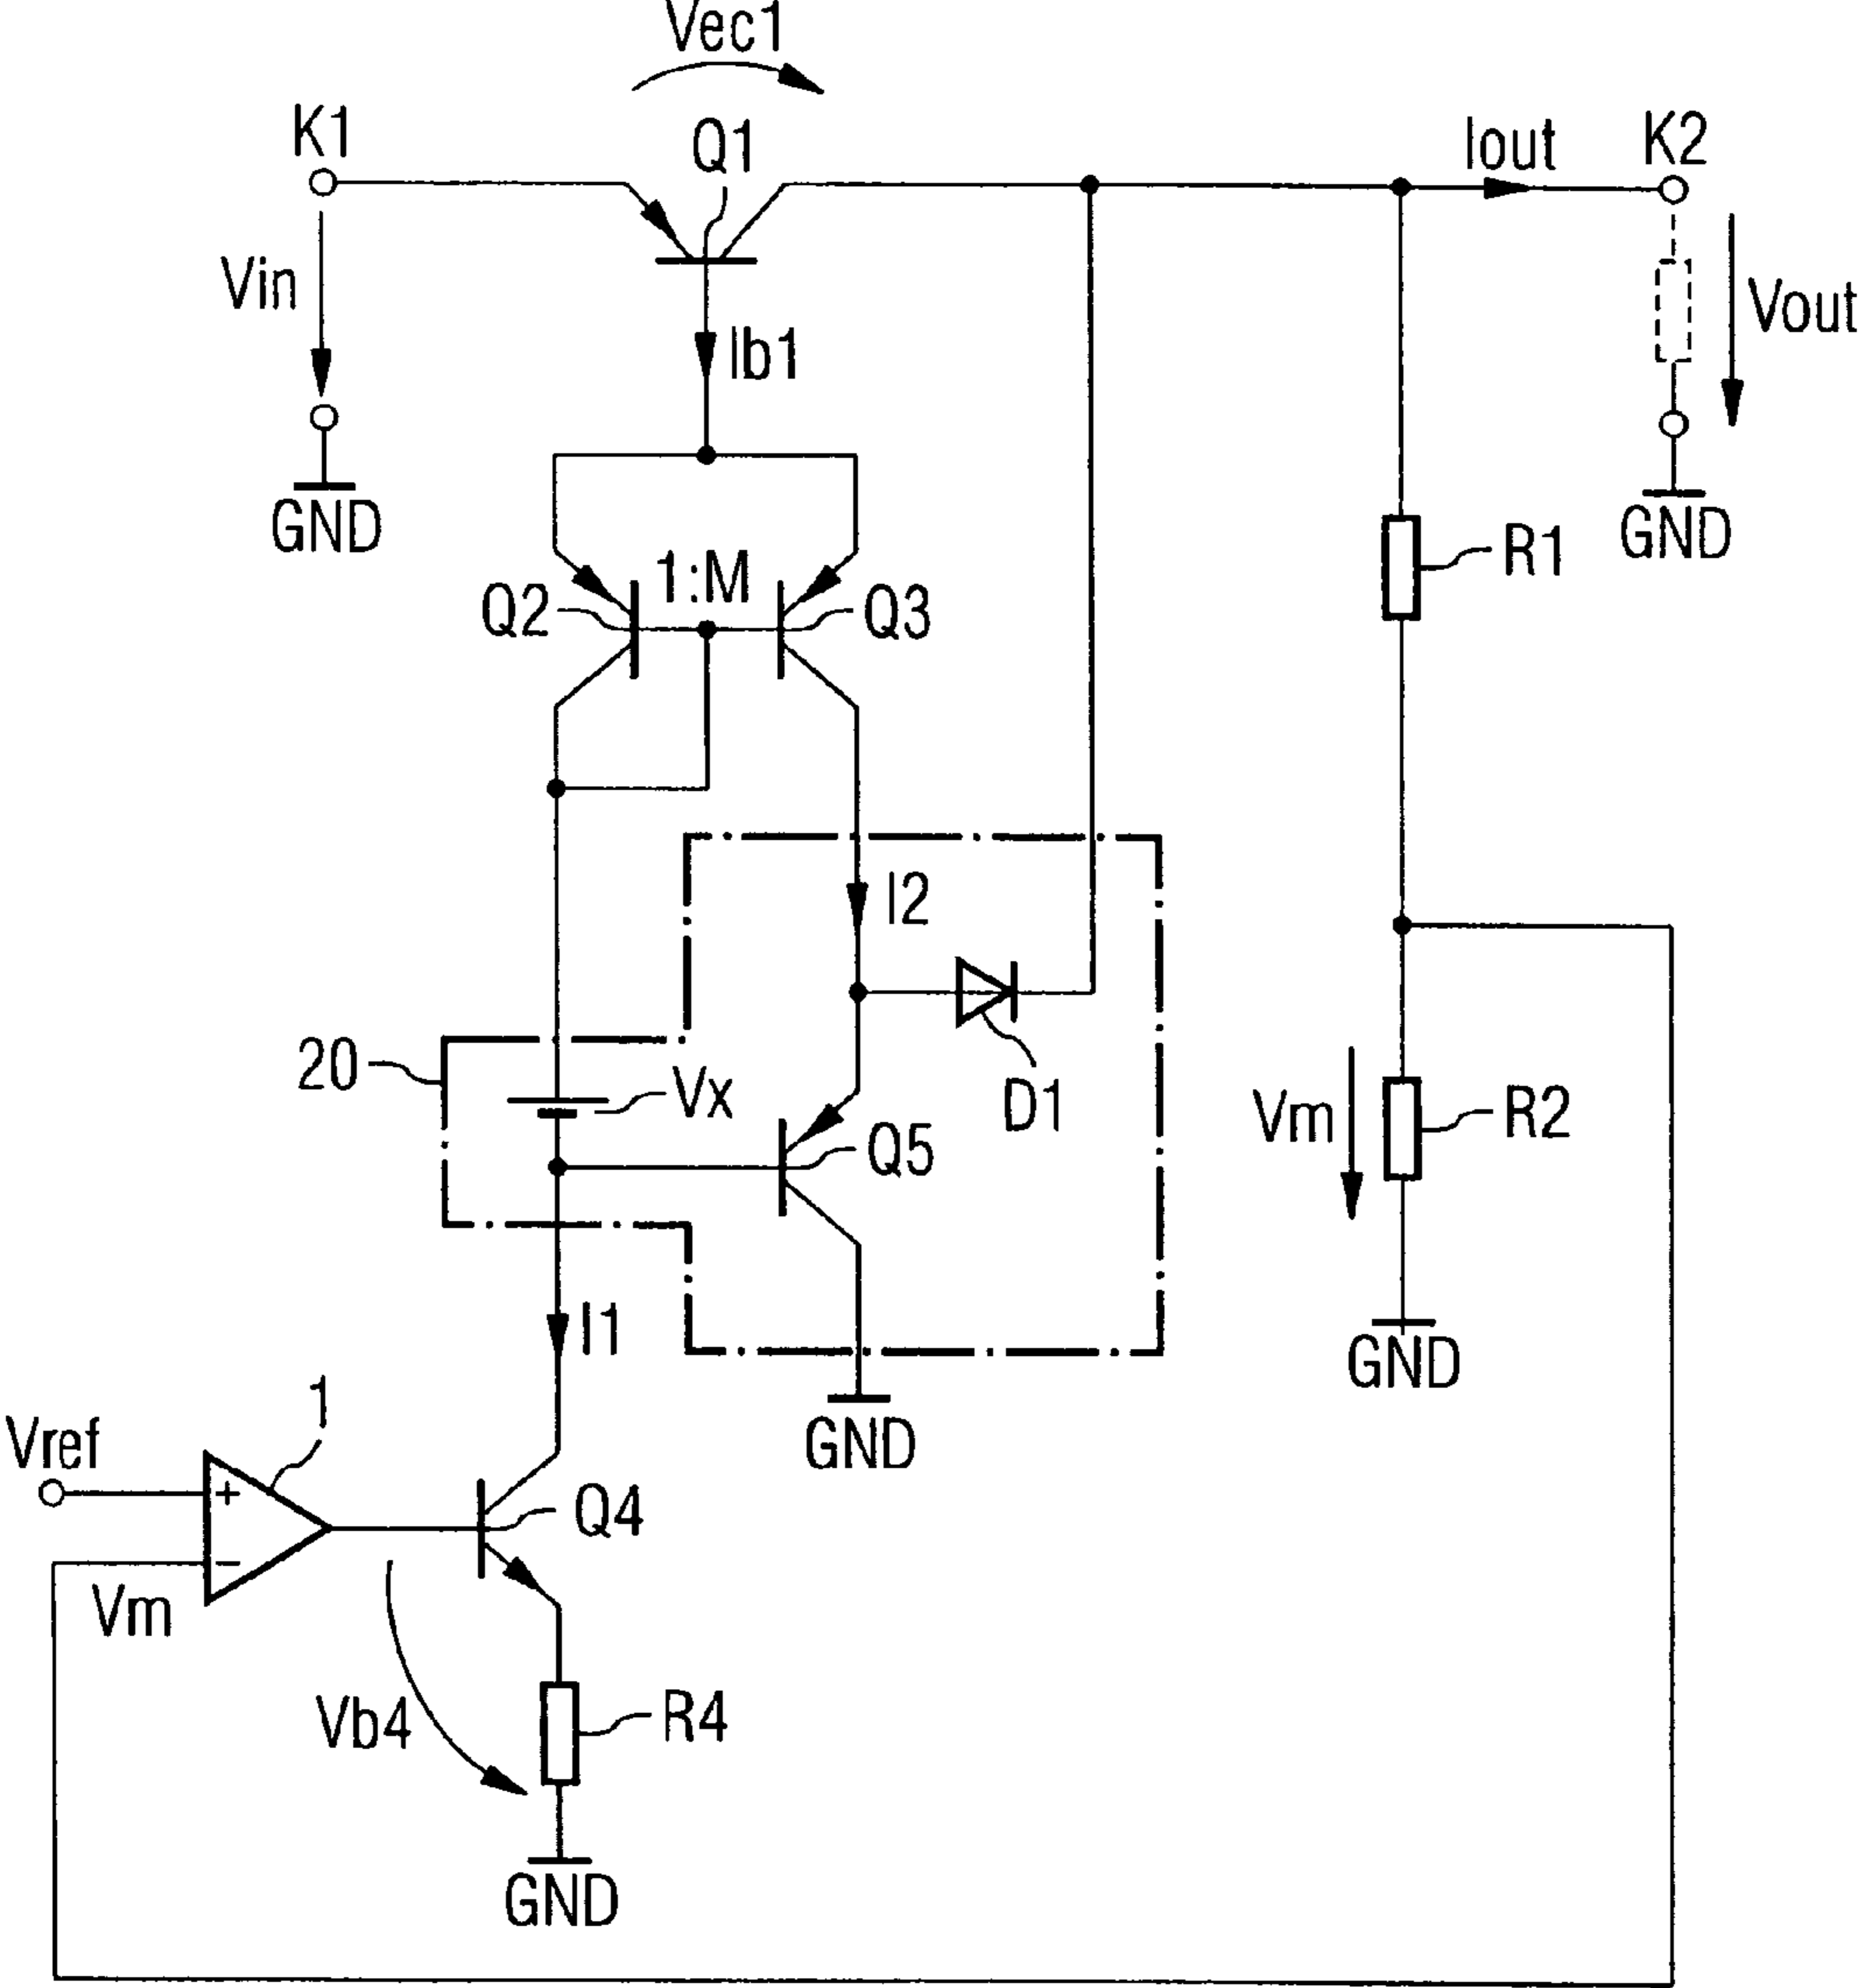 Vec1
K1
Q1
Iout
K2
Vin
Ib1
Vout
GND
GND
1:M
Q2
Q3
R1
I2
20
Vx
D1
Q5
Vm
R2
I1
GND
1
Vref
GND
+
Q4
−
Vm
Vb4
R4
GND